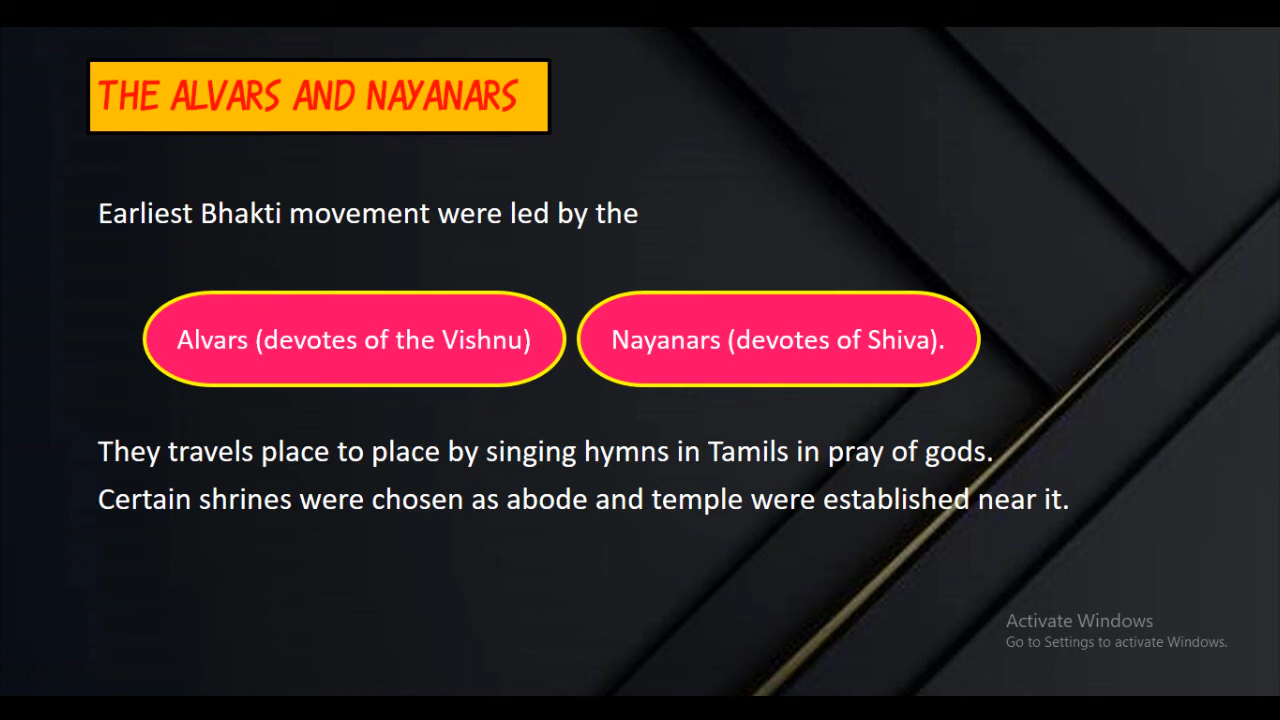 THE ALVARS AND NAYANARS
Earliest Bhakti movement were led by the
Alvars (devotes of the Vishnu)
Nayanars (devotes of Shiva).
They travels place to place by singing hymns in Tamils in pray of gods.
Certain shrines were chosen as abode and temple were established near it.
Activate Windows
Go to Settings to activate Windows.